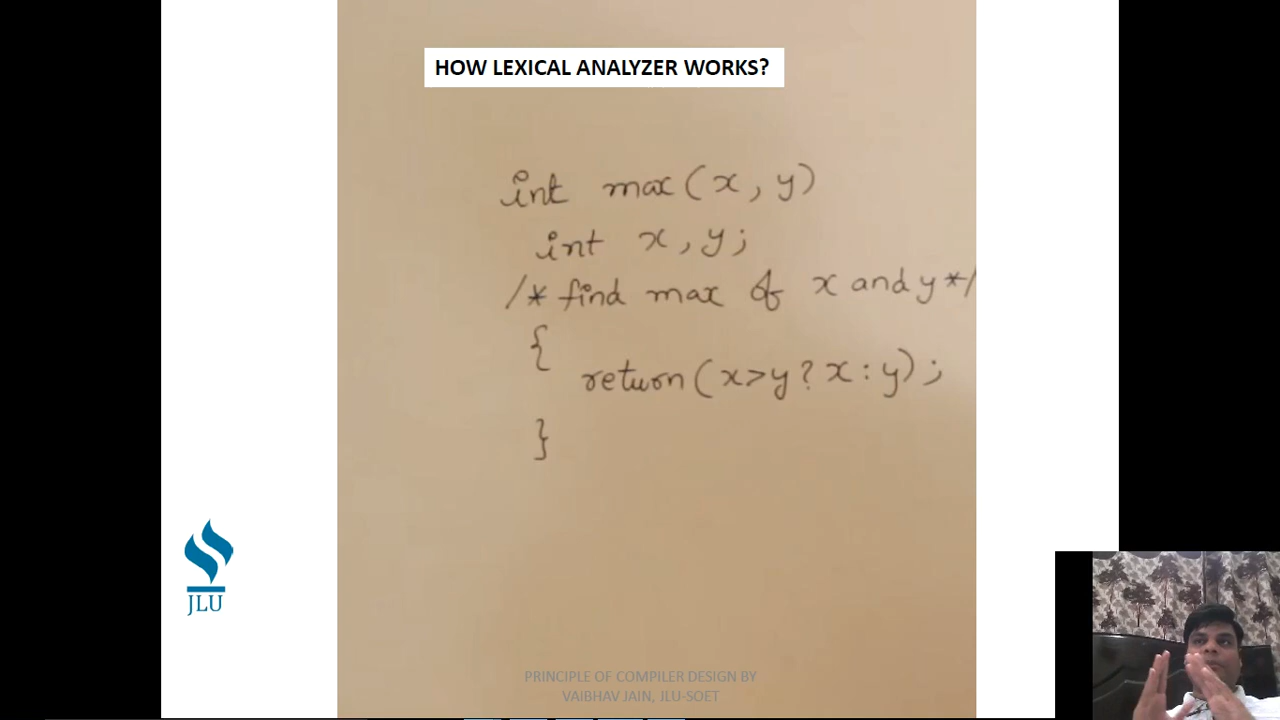 HOW LEXICAL ANALYZER WORKS?
int max(x, y)
int x, y;
/* find max of x and y */
{
return(x>y?x:y);
}
JLU
PRINCIPLE OF COMPILER DESIGN BY
VAIBHAV JAIN, JLU-SOET